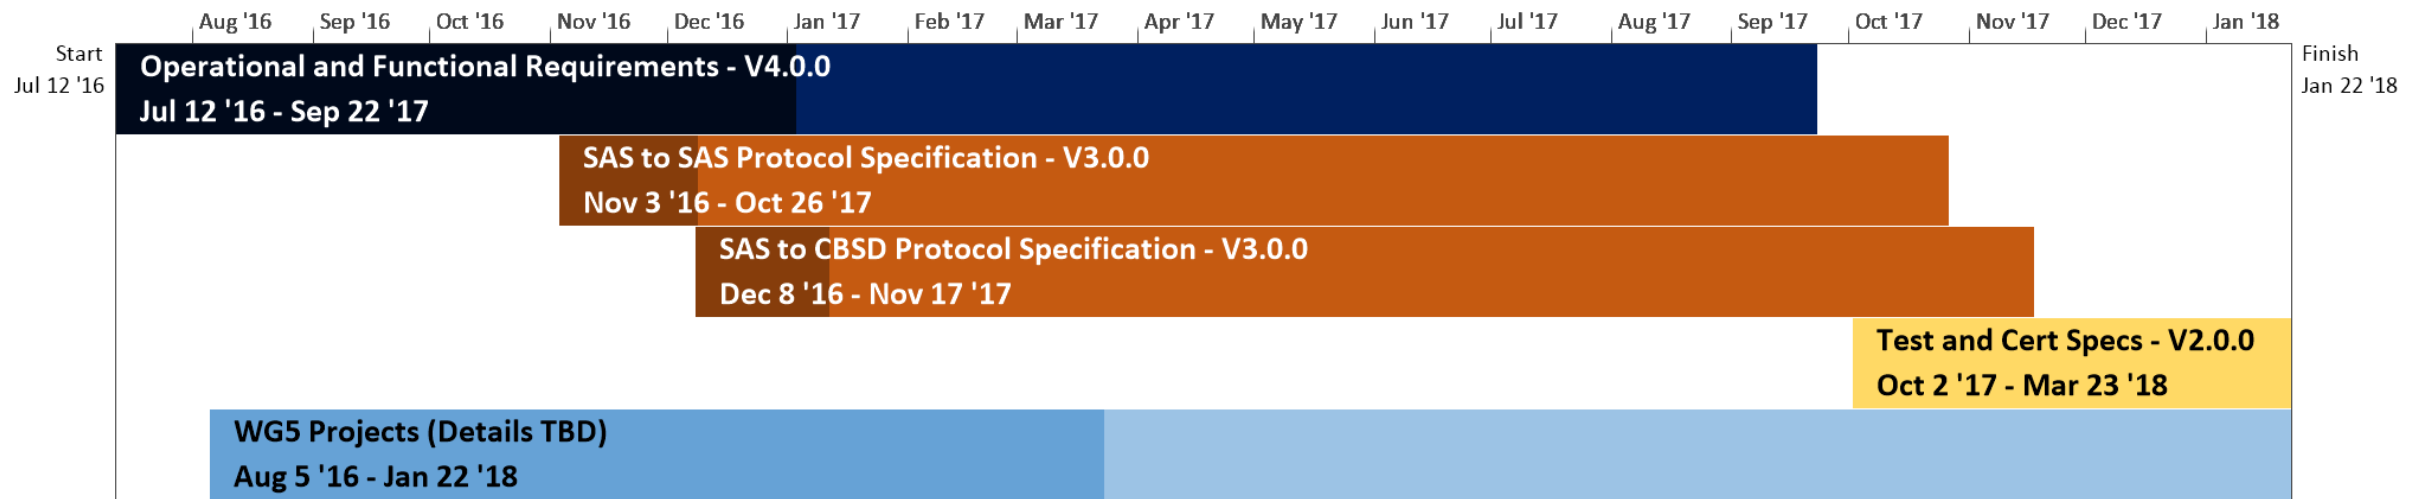 Aug '16 Sep '16 Oct '16 Nov '16 Dec '16 Jan '17 Feb '17 Mar '17 Apr '17 May '17 Jun '17 Jul '17 Aug '17 Sep '17 Oct '17 Nov '17 Dec '17 Jan '18
Start
Jul 12 '16
Operational and Functional Requirements - V4.0.0
Jul 12 '16 - Sep 22 '17
Finish
Jan 22 '18
SAS to SAS Protocol Specification - V3.0.0
Nov 3 '16 - Oct 26 '17
SAS to CBSD Protocol Specification - V3.0.0
Dec 8 '16 - Nov 17 '17
Test and Cert Specs - V2.0.0
Oct 2 '17 - Mar 23 '18
WG5 Projects (Details TBD)
Aug 5 '16 - Jan 22 '18